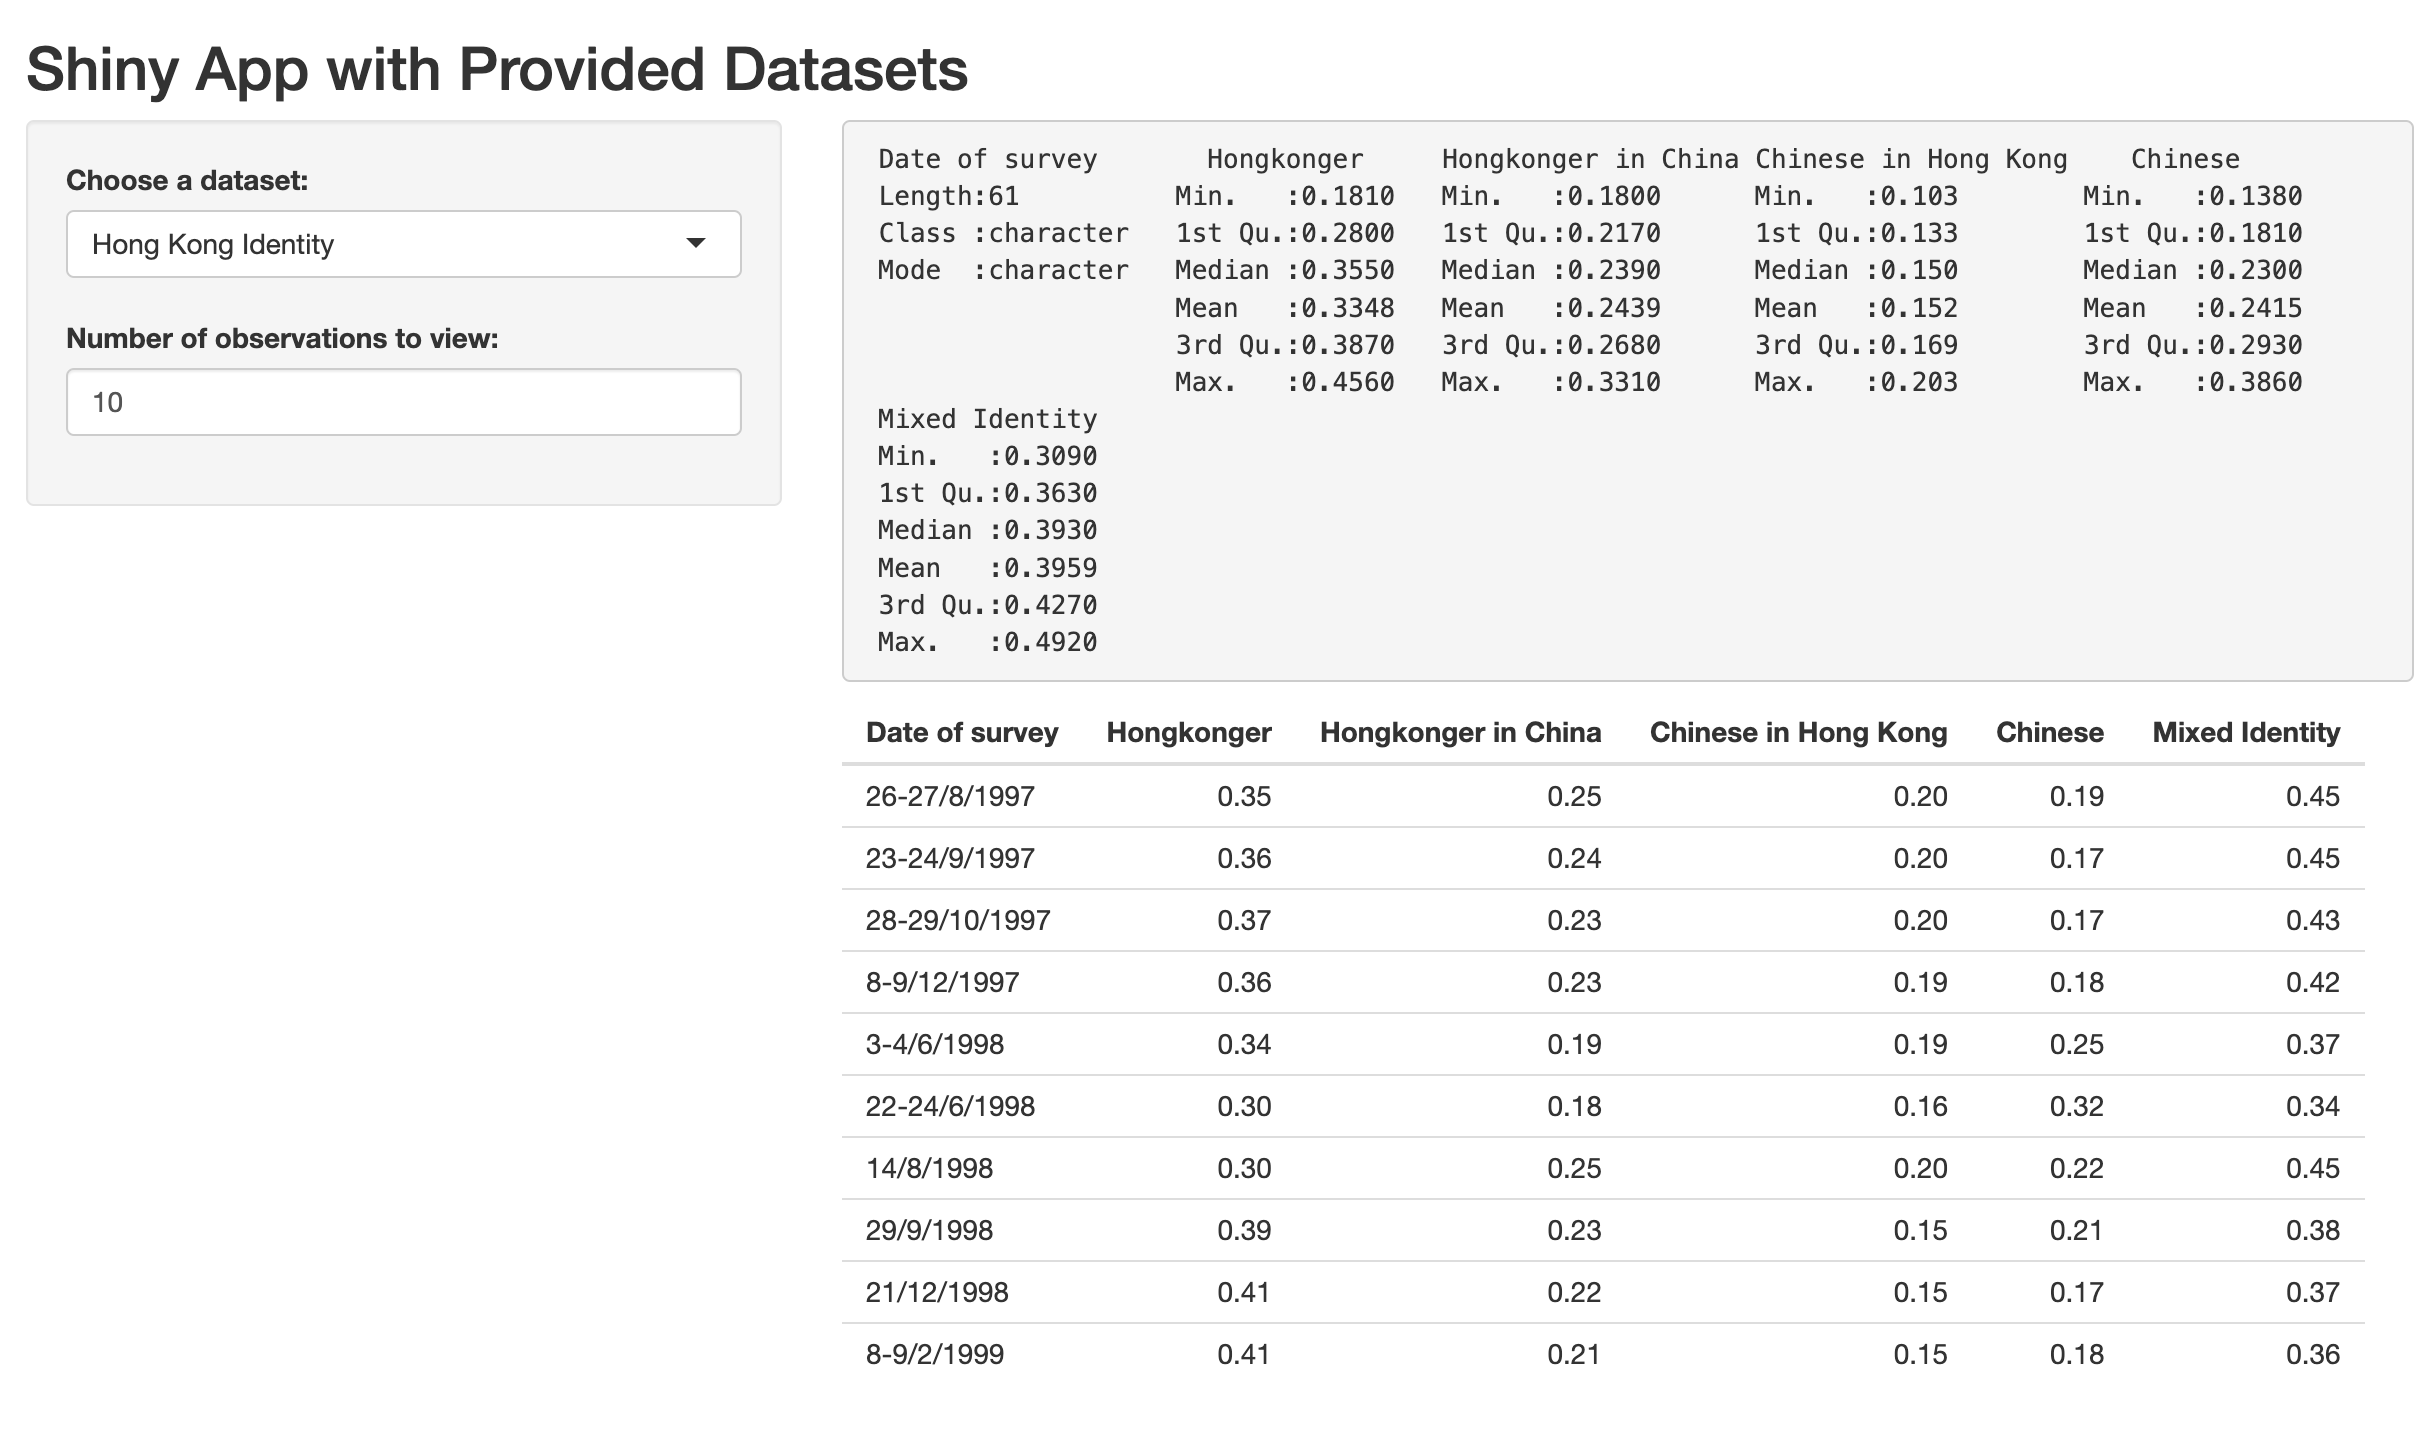 Shiny App with Provided Datasets
Choose a dataset:
Hong Kong Identity
Number of observations to view:
10
Date of survey Hongkonger Hongkonger in China Chinese in Hong Kong Chinese
Length:61 Min. :0.1810 Min. :0.1800 Min. :0.103 Min. :0.1380
Class :character 1st Qu.:0.2800 1st Qu.:0.2170 1st Qu.:0.133 1st Qu.:0.1810
Mode :character Median :0.3550 Median :0.2390 Median :0.150 Median :0.2300
Mean :0.3348 Mean :0.2439 Mean :0.152 Mean :0.2415
3rd Qu.:0.3870 3rd Qu.:0.2680 3rd Qu.:0.169 3rd Qu.:0.2930
Max. :0.4560 Max. :0.3310 Max. :0.203 Max. :0.3860
Mixed Identity
Min. :0.3090
1st Qu.:0.3630
Median :0.3930
Mean :0.3959
3rd Qu.:0.4270
Max. :0.4920
Date of survey Hongkonger Hongkonger in China Chinese in Hong Kong Chinese Mixed Identity
26-27/8/1997 0.35 0.25 0.20 0.19 0.45
23-24/9/1997 0.36 0.24 0.20 0.17 0.45
28-29/10/1997 0.37 0.23 0.20 0.17 0.43
8-9/12/1997 0.36 0.23 0.19 0.18 0.42
3-4/6/1998 0.34 0.19 0.19 0.25 0.37
22-24/6/1998 0.30 0.18 0.16 0.32 0.34
14/8/1998 0.30 0.25 0.20 0.22 0.45
29/9/1998 0.39 0.23 0.15 0.21 0.38
21/12/1998 0.41 0.22 0.15 0.17 0.37
8-9/2/1999 0.41 0.21 0.15 0.18 0.36